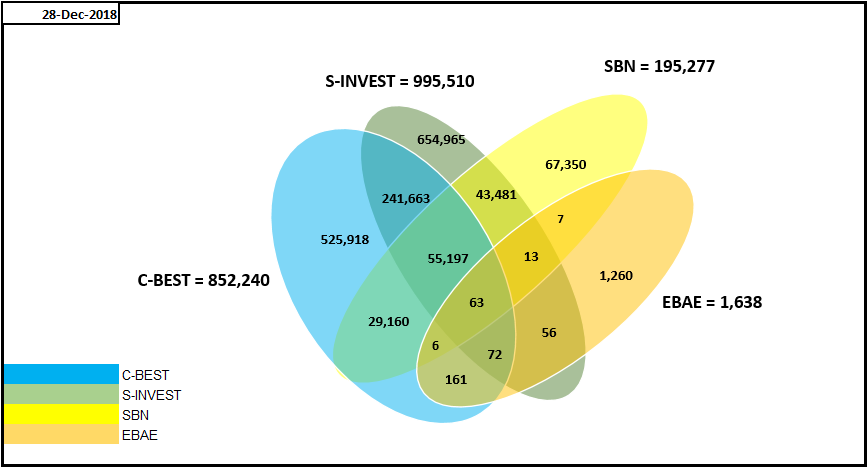 28-Dec-2018
SBN = 195,277
S-INVEST = 995,510
654,965
67,350
241,663
43,481
7
525,918
55,197
13
1,260
C-BEST = 852,240
EBAE = 1,638
63
29,160
56
6
72
161
C-BEST
S-INVEST
SBN
EBAE